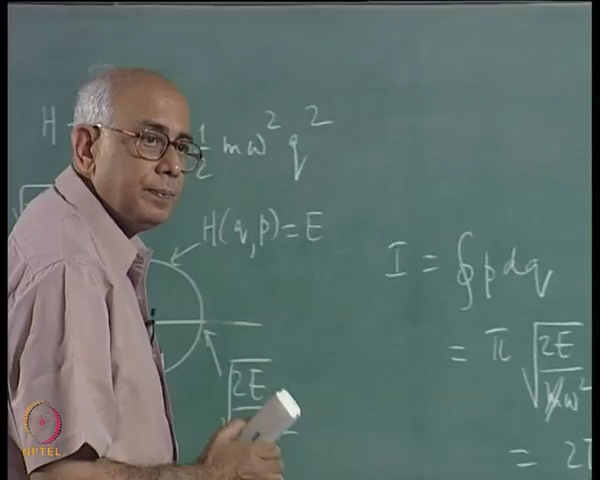 H
1/2 mω² q²
H(q,p) = E
I = ∮ p dq
√2E
= π √2E/mω²
= 2
NPTEL